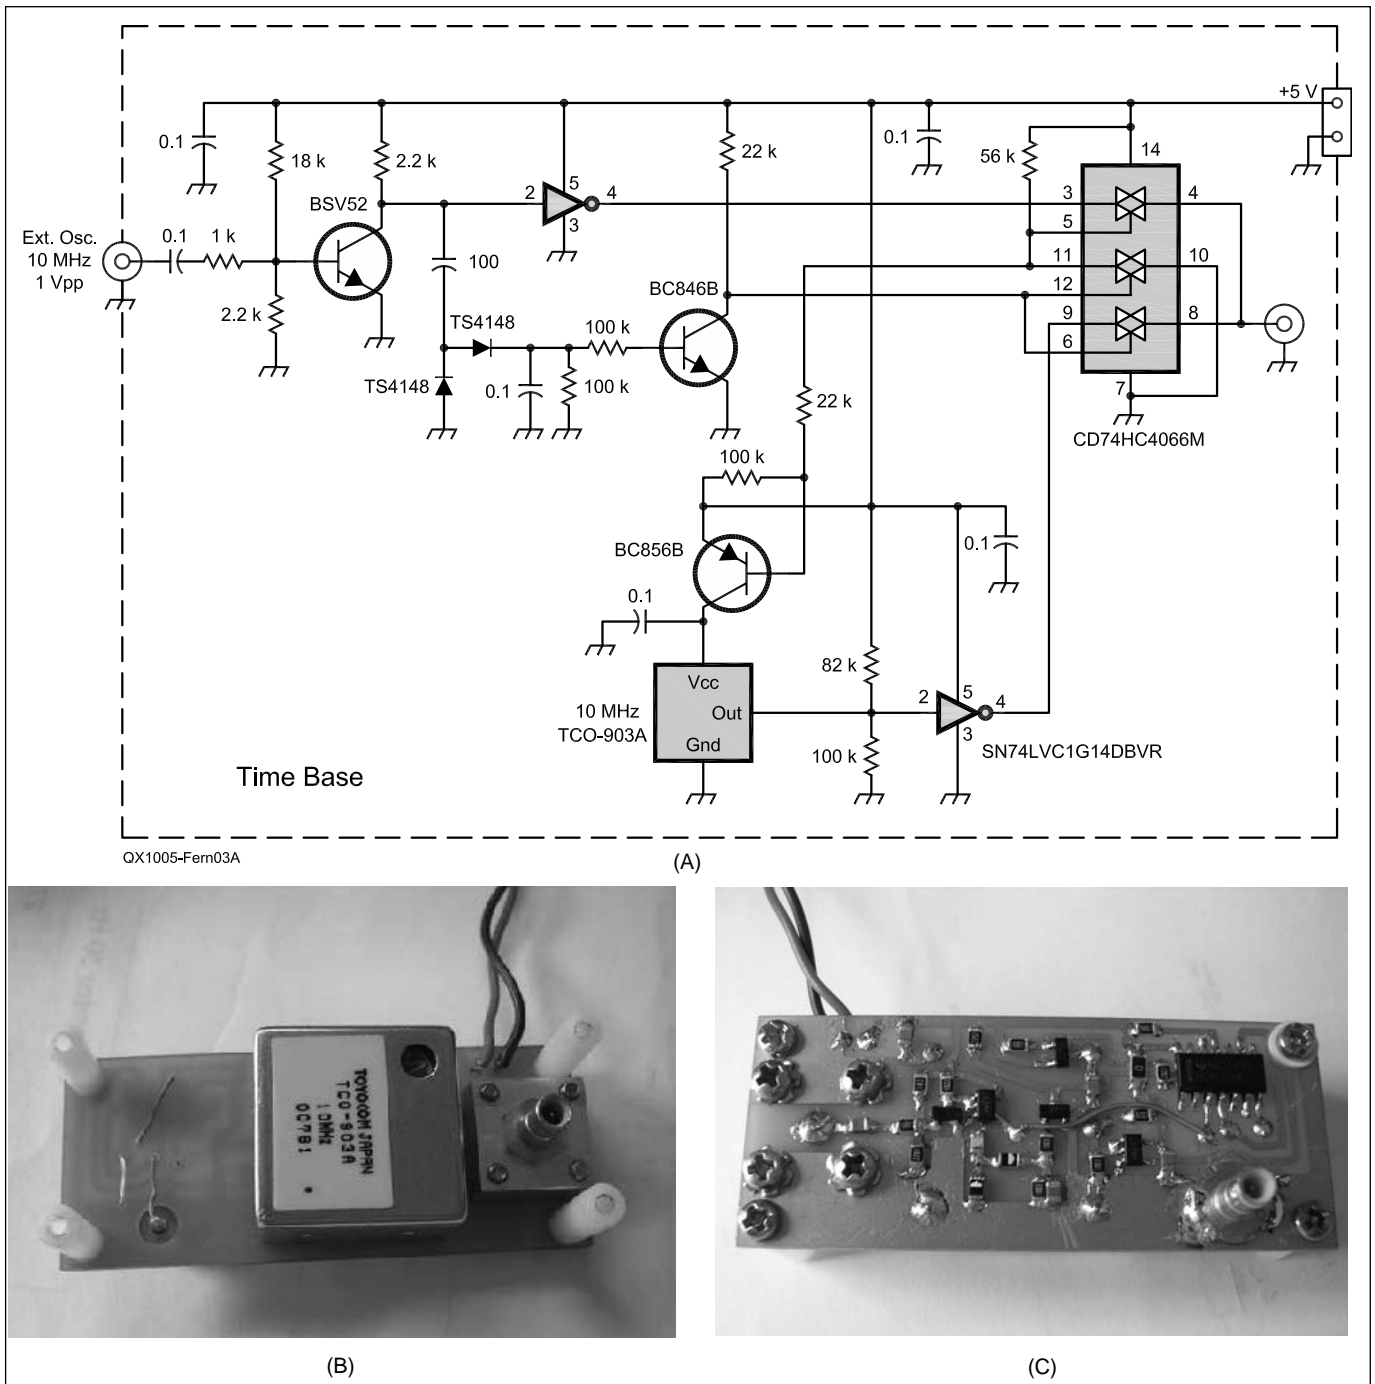 +5 V
0.1
18 k
2.2 k
22 k
0.1
56 k
14
BSV52
2
5
4
3
3
4
5
Ext. Osc.
10 MHz
1 Vpp
0.1
1 k
100
11
10
12
BC846B
9
8
6
2.2 k
TS4148
100 k
TS4148
0.1
100 k
7
22 k
CD74HC4066M
100 k
BC856B
0.1
0.1
82 k
Vcc
Out
Gnd
10 MHz
TCO-903A
2
5
4
3
SN74LVC1G14DBVR
100 k
Time Base
QX1005-Fern03A
(A)
TOYOCOM JAPAN
TCO-903A
10MHz
0C7B1
(B)
(C)